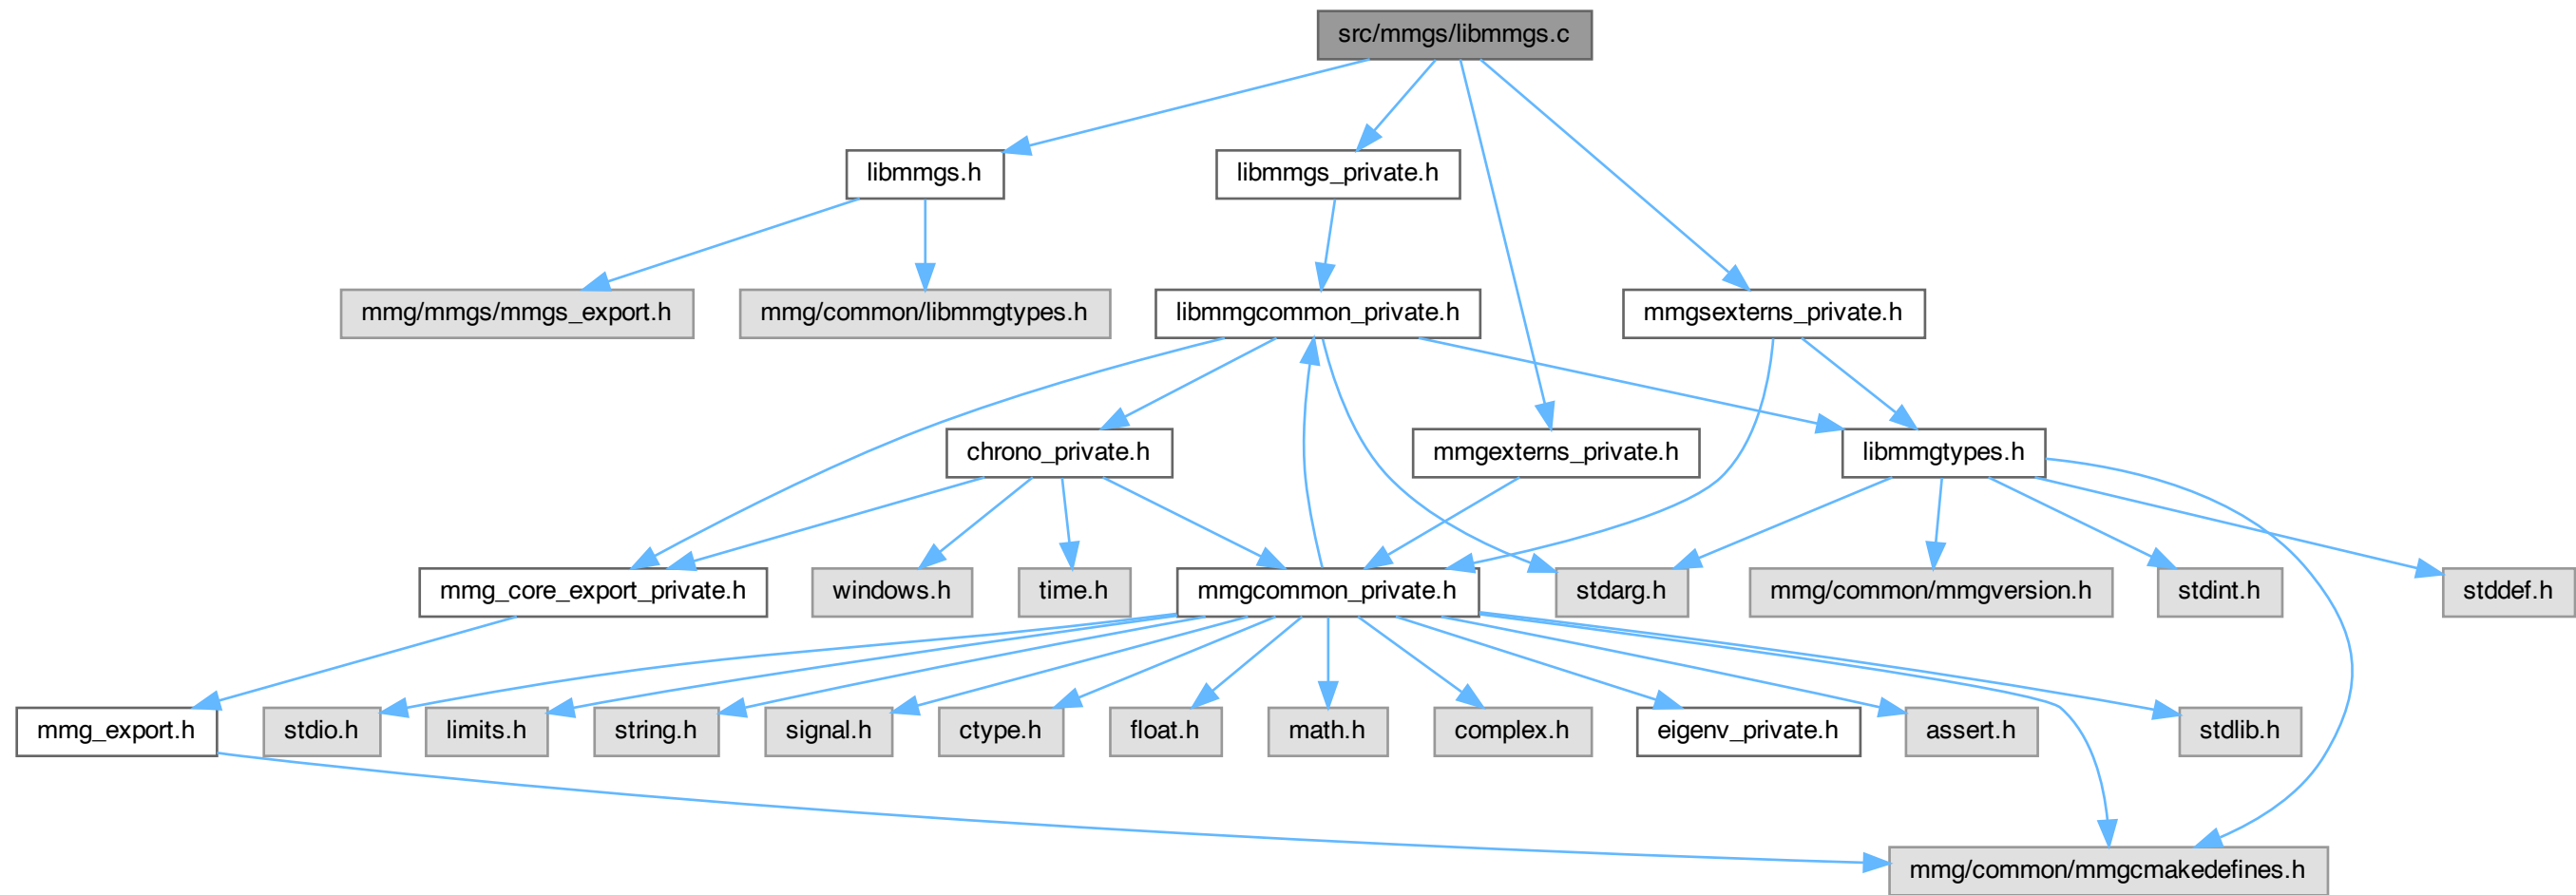 src/mmgs/libmmgs.c
libmmgs.h
libmmgs_private.h
mmg/mmgs/mmgs_export.h
mmg/common/libmmgtypes.h
libmmgcommon_private.h
mmgsexterns_private.h
chrono_private.h
mmgexterns_private.h
libmmgtypes.h
mmg_core_export_private.h
windows.h
time.h
mmgcommon_private.h
stdarg.h
mmg/common/mmgversion.h
stdint.h
stddef.h
mmg_export.h
stdio.h
limits.h
string.h
signal.h
ctype.h
float.h
math.h
complex.h
eigenv_private.h
assert.h
stdlib.h
mmg/common/mmgcmakedefines.h